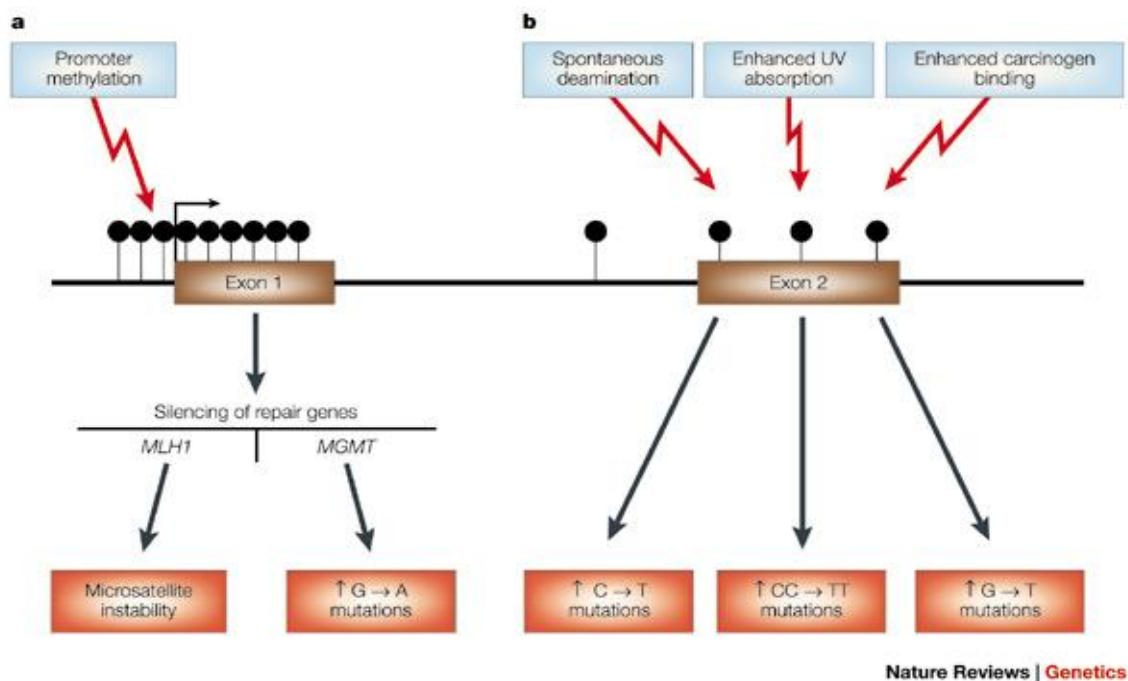 a
b
Promoter
methylation
Spontaneous
deamination
Enhanced UV
absorption
Enhanced carcinogen
binding
Exon 1
Exon 2
Silencing of repair genes
MLH1
MGMT
Microsatellite
instability
↑ G → A
mutations
↑ C → T
mutations
↑ CC → TT
mutations
↑ G → T
mutations
Nature Reviews | Genetics